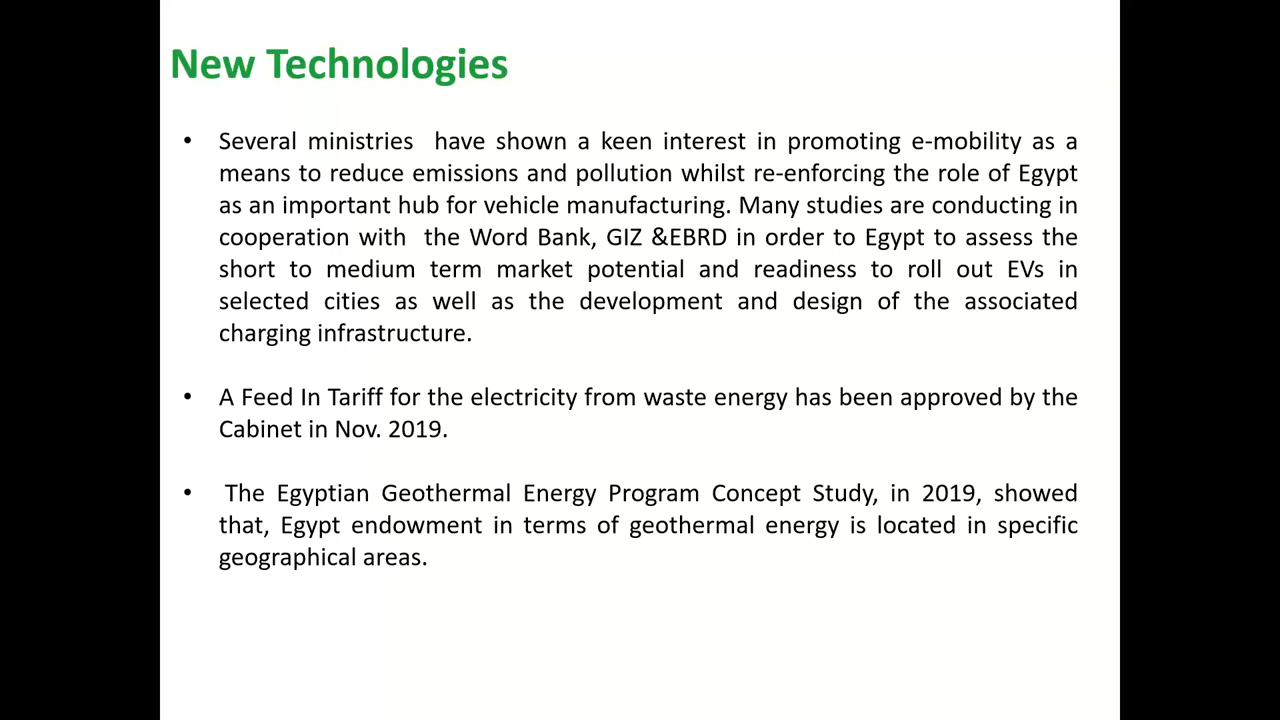 New Technologies
• Several ministries  have shown a keen interest in promoting e-mobility as a
means to reduce emissions and pollution whilst re-enforcing the role of Egypt
as an important hub for vehicle manufacturing. Many studies are conducting in
cooperation with  the Word Bank, GIZ &EBRD in order to Egypt to assess the
short to medium term market potential and readiness to roll out EVs in
selected cities as well as the development and design of the associated
charging infrastructure.
• A Feed In Tariff for the electricity from waste energy has been approved by the
Cabinet in Nov. 2019.
• The Egyptian Geothermal Energy Program Concept Study, in 2019, showed
that, Egypt endowment in terms of geothermal energy is located in specific
geographical areas.